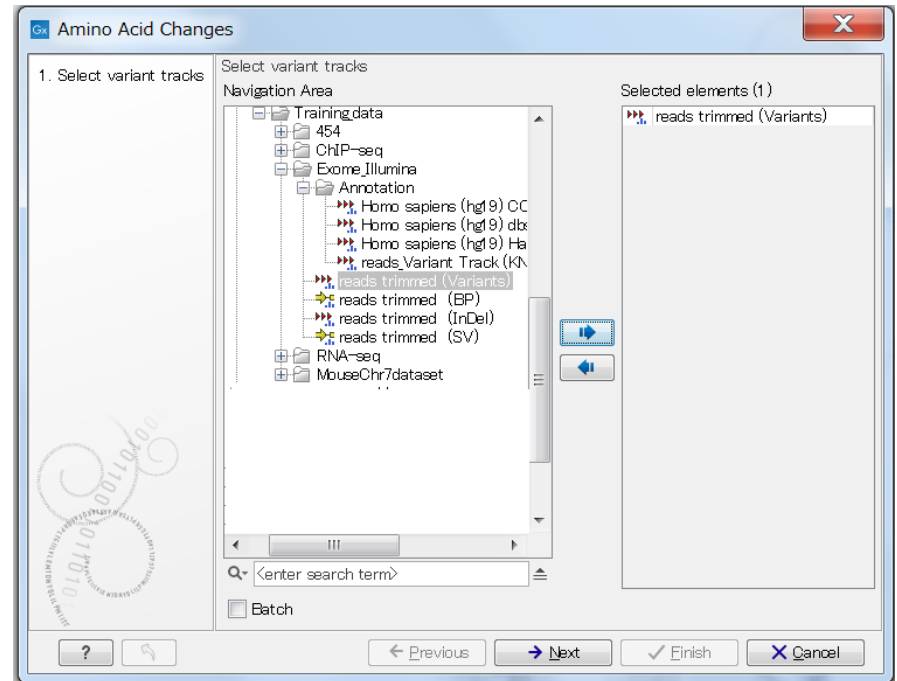 Gx Amino Acid Changes
X
1. Select variant tracks
Select variant tracks
Navigation Area
Training_data
454
ChIP-seq
Exome_Illumina
Annotation
Homo sapiens (hg19) CC
Homo sapiens (hg19) dbs
Homo sapiens (hg19) Ha
reads_Variant Track (KN
reads trimmed (Variants)
reads trimmed (BP)
reads trimmed (InDel)
reads trimmed (SV)
RNA-seq
MouseChr7dataset
<enter search term>
Batch
Selected elements (1)
reads trimmed (Variants)
?
Previous
Next
Finish
Cancel